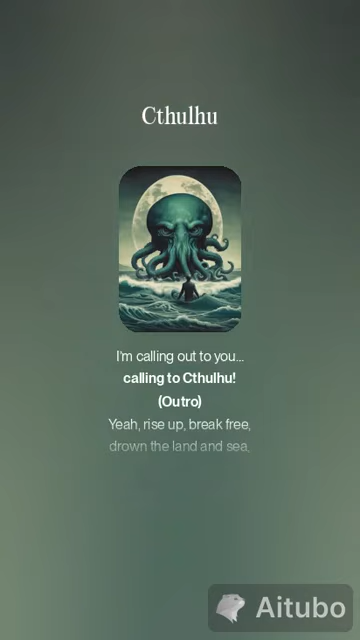 Cthulhu
I'm calling out to you...
calling to Cthulhu!
(Outro)
Yeah, rise up, break free,
drown the land and sea,
Aitubo